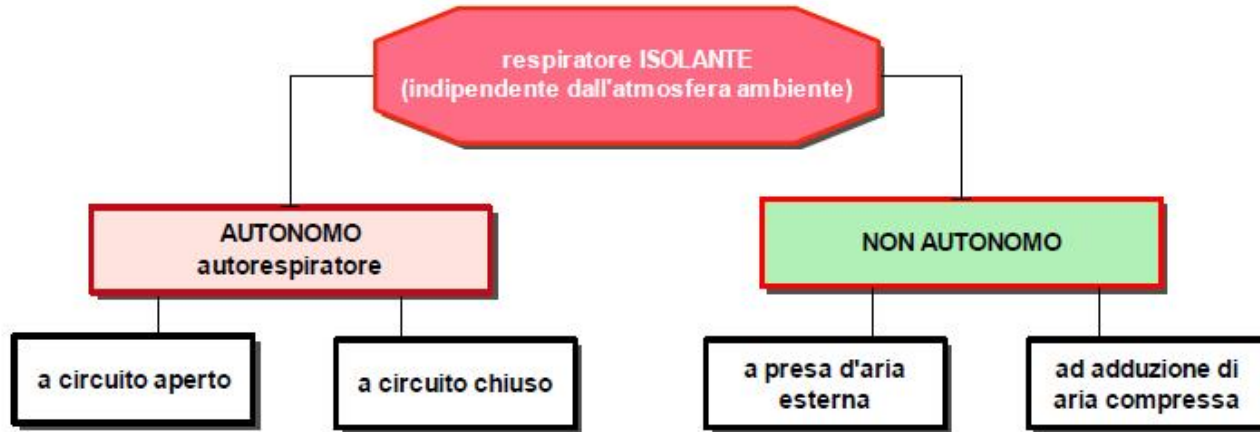 respiratore ISOLANTE
(indipendente dall'atmosfera ambiente)
AUTONOMO
autorespiratore
NON AUTONOMO
a circuito aperto
a circuito chiuso
a presa d'aria
esterna
ad adduzione di
aria compressa